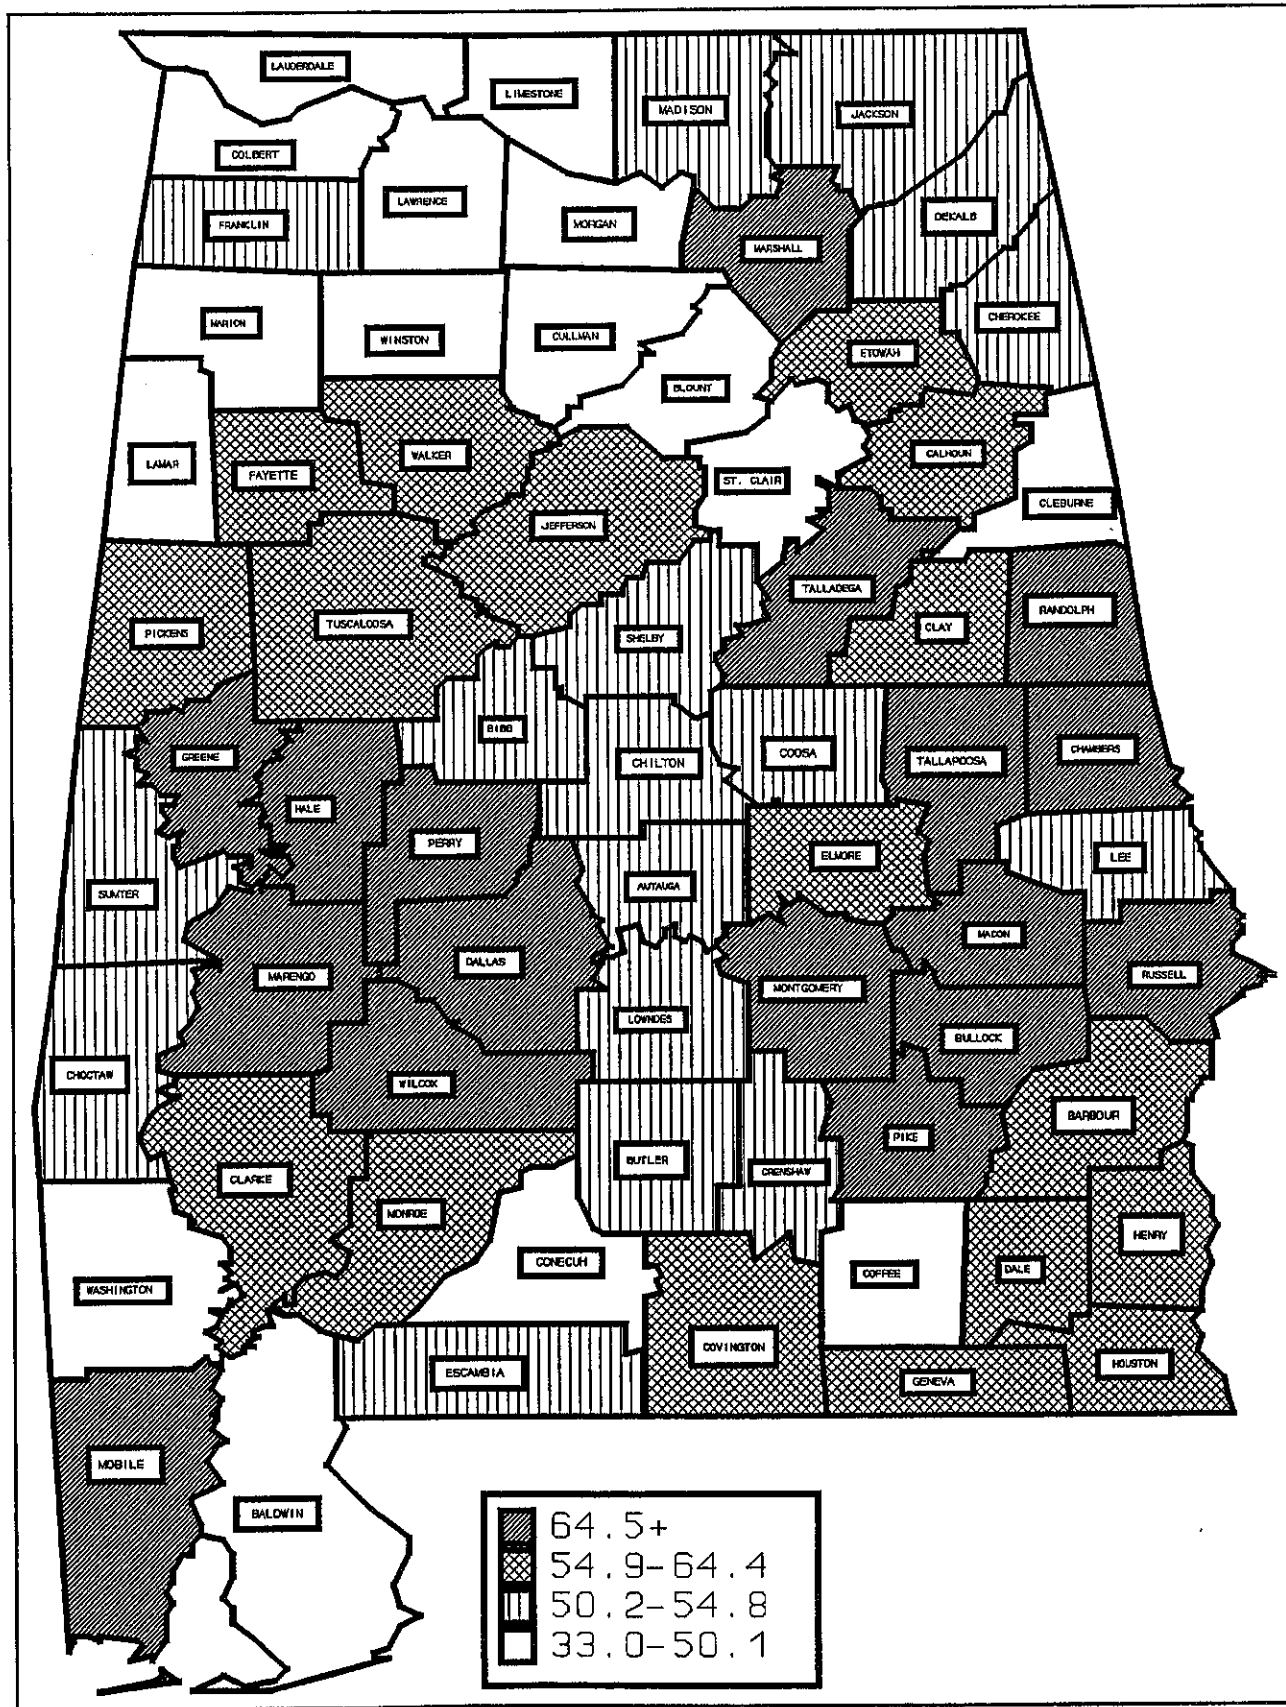 LAUDERDALE
LIMESTONE
MADISON
JACKSON
COLBERT
LAWRENCE
FRANKLIN
MORGAN
DEKALB
MARSHALL
CHEROKEE
MARION
WINSTON
CULLMAN
ETOWAH
BLOUNT
LAMAR
FAYETTE
WALKER
CALHOUN
ST. CLAIR
CLEBURNE
JEFFERSON
TALLADEGA
RANDOLPH
PICKENS
TUSCALOOSA
SHELBY
CLAY
BIBB
GREENE
CHILTON
COOSA
TALLAPOOSA
CHAMBERS
HALE
PERRY
ELMORE
LEE
SUMTER
AUTAUGA
MACON
MARENGO
DALLAS
MONTGOMERY
RUSSELL
LOWNDES
BULLOCK
CHOCTAW
WILCOX
BARBOUR
PIKE
CLARKE
BUTLER
CRENSHAW
MONROE
HENRY
WASHINGTON
CONECUH
COFFEE
DALE
ESCAMBIA
COVINGTON
GENEVA
HOUSTON
MOBILE
BALDWIN
64.5+
54.9-64.4
50.2-54.8
33.0-50.1